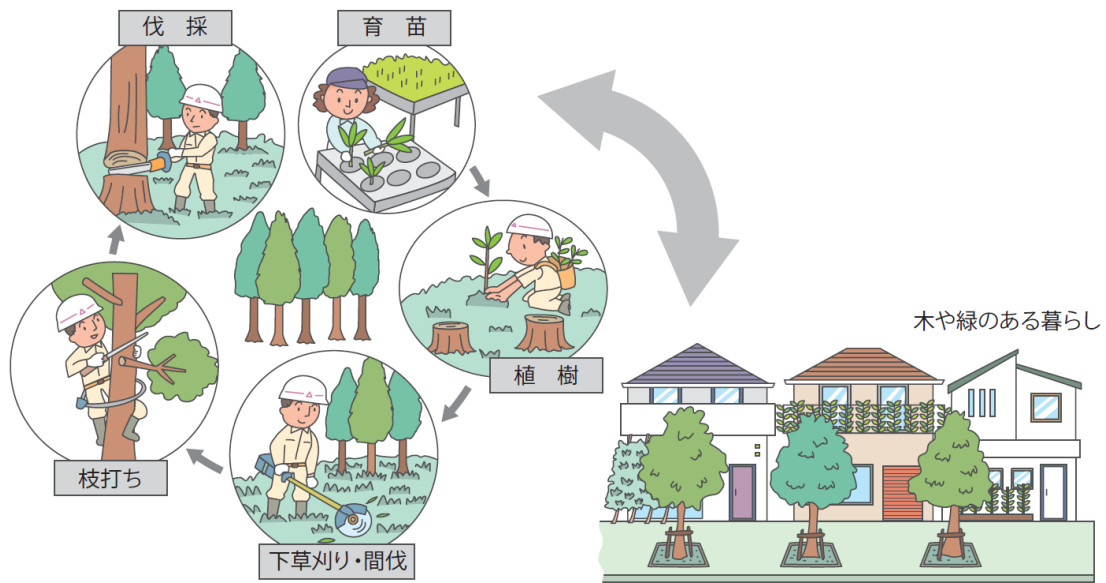 伐　採
育　苗
植　樹
下草刈り・間伐
枝打ち
木や緑のある暮らし